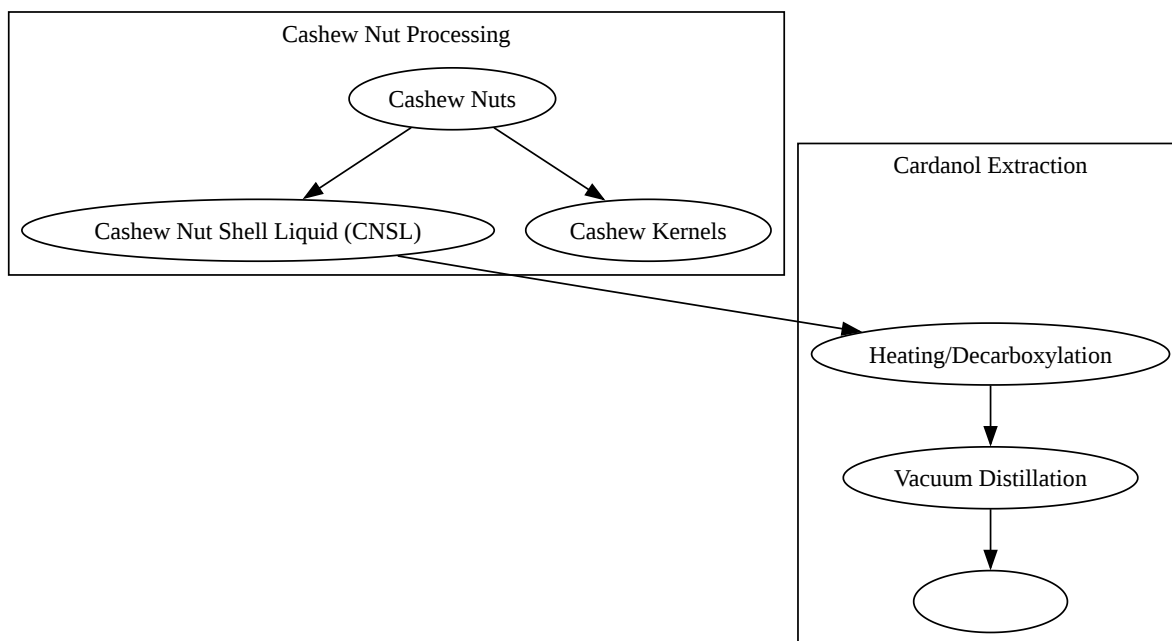 Cashew Nut Processing
Cashew Nuts
Cashew Nut Shell Liquid (CNSL)
Cashew Kernels
Cardanol Extraction
Heating/Decarboxylation
Vacuum Distillation